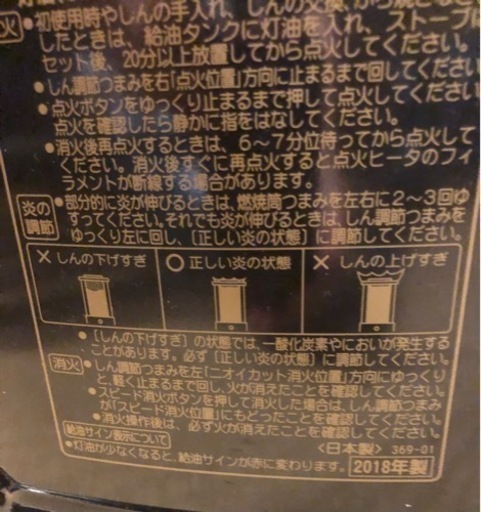 ●初使用時やしんの手入れ、しんの交換、から焼き
火 したときは、給油タンクに灯油を入れ、ストーブに
セット後、20分以上放置してから点火してください。
●しん調節つまみを右「点火位置」方向に止まるまで回してください
●点火ボタンをゆっくり止まるまで押して点火してください。
点火を確認したら静かに指をはなしてください。
●消火後再点火するときは、6～7分位待ってから点火して
ください。消火後すぐに再点火すると点火ヒータのフィ
ラメントが断線する場合があります。
炎の調節 ●部分的に炎が伸びるときは、燃焼筒つまみを左右に2～3回ゆ
すってください。それでも炎が伸びるときは、しん調節つまみを
ゆっくり左に回し、〔正しい炎の状態〕に調節してください。
×しんの下げすぎ ○正しい炎の状態 ×しんの上げすぎ
●〔しんの下げすぎ〕の状態では、一酸化炭素やにおいが発生する
ことがあります。必ず〔正しい炎の状態〕に調節してください。
消火 ●しん調節つまみを左「ニオイカット消火位置」方向にゆっくり
と、軽く止まるまで回し、火が消えたことを確認してください。
●スピード消火ボタンを押して消火した場合は、しん調節つまみ
が「スピード消火位置」にもどったことを確認してください。
●消火操作後は、必ず火が消えたことを確認してください。
給油サイン表示について 〈日本製〉 369-01
●灯油が少なくなると、給油サインが赤に変わります。 2018年製